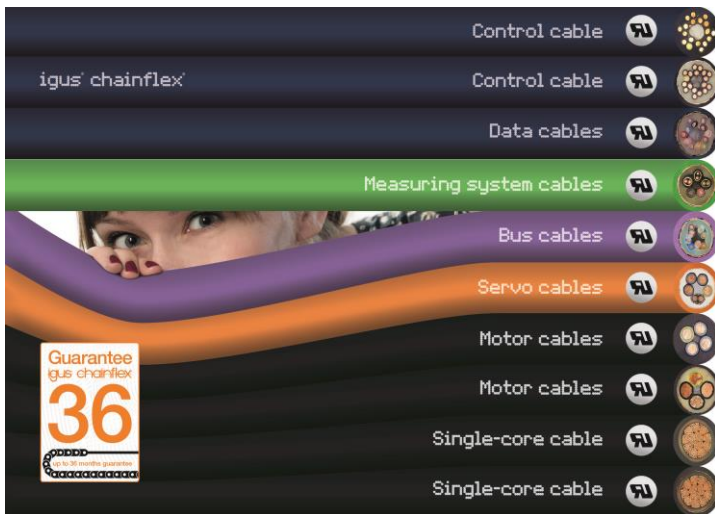 Control cable
igus® chainflex®
Control cable
Data cables
Measuring system cables
Bus cables
Servo cables
Motor cables
Motor cables
Single-core cable
Single-core cable
Guarantee
igus chainflex
36
up to 36 months guarantee